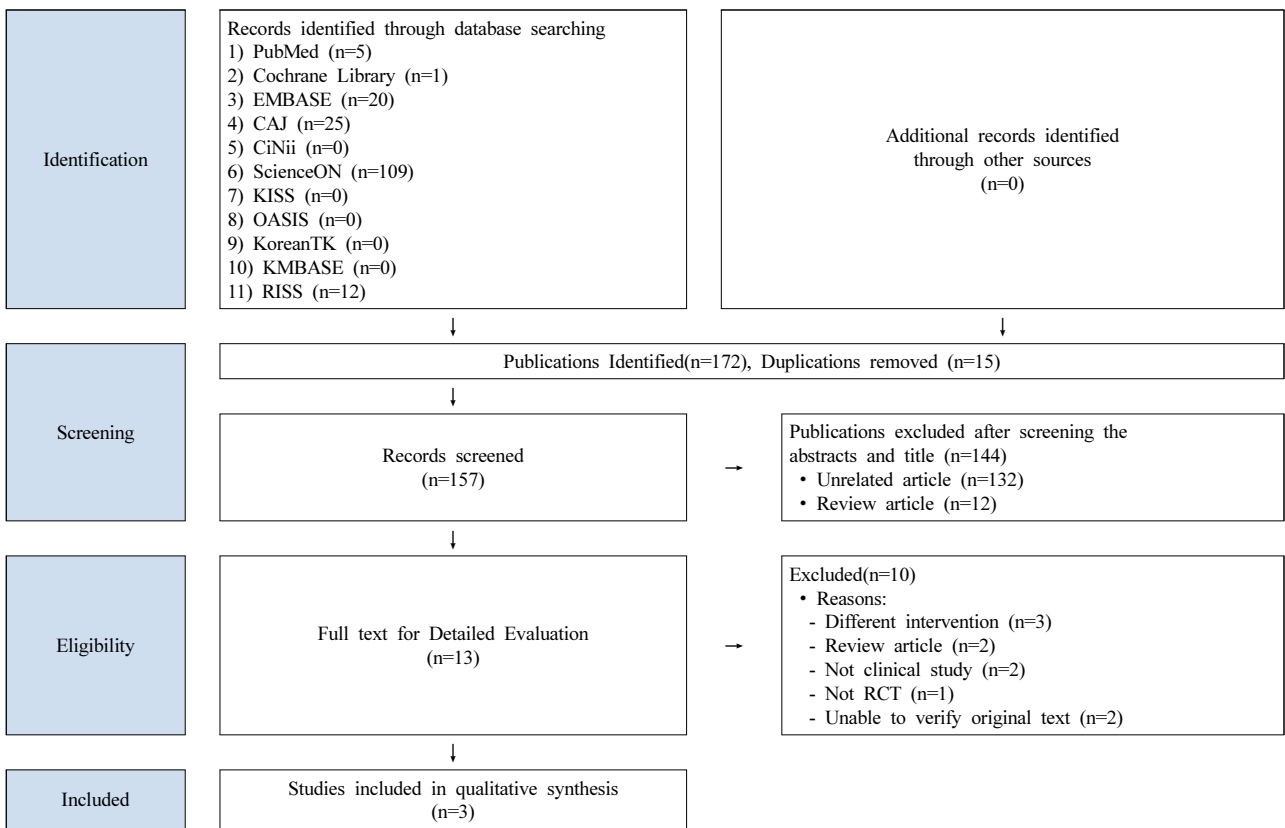 Identification
Records identified through database searching
1) PubMed (n=5)
2) Cochrane Library (n=1)
3) EMBASE (n=20)
4) CAJ (n=25)
5) CiNii (n=0)
6) ScienceON (n=109)
7) KISS (n=0)
8) OASIS (n=0)
9) KoreanTK (n=0)
10) KMBASE (n=0)
11) RISS (n=12)
Additional records identified
through other sources
(n=0)
↓
↓
Screening
Publications Identified(n=172), Duplications removed (n=15)
↓
Records screened
(n=157)
→
Publications excluded after screening the
abstracts and title (n=144)
• Unrelated article (n=132)
• Review article (n=12)
↓
Eligibility
Full text for Detailed Evaluation
(n=13)
→
Excluded(n=10)
• Reasons:
- Different intervention (n=3)
- Review article (n=2)
- Not clinical study (n=2)
- Not RCT (n=1)
- Unable to verify original text (n=2)
↓
Included
Studies included in qualitative synthesis
(n=3)